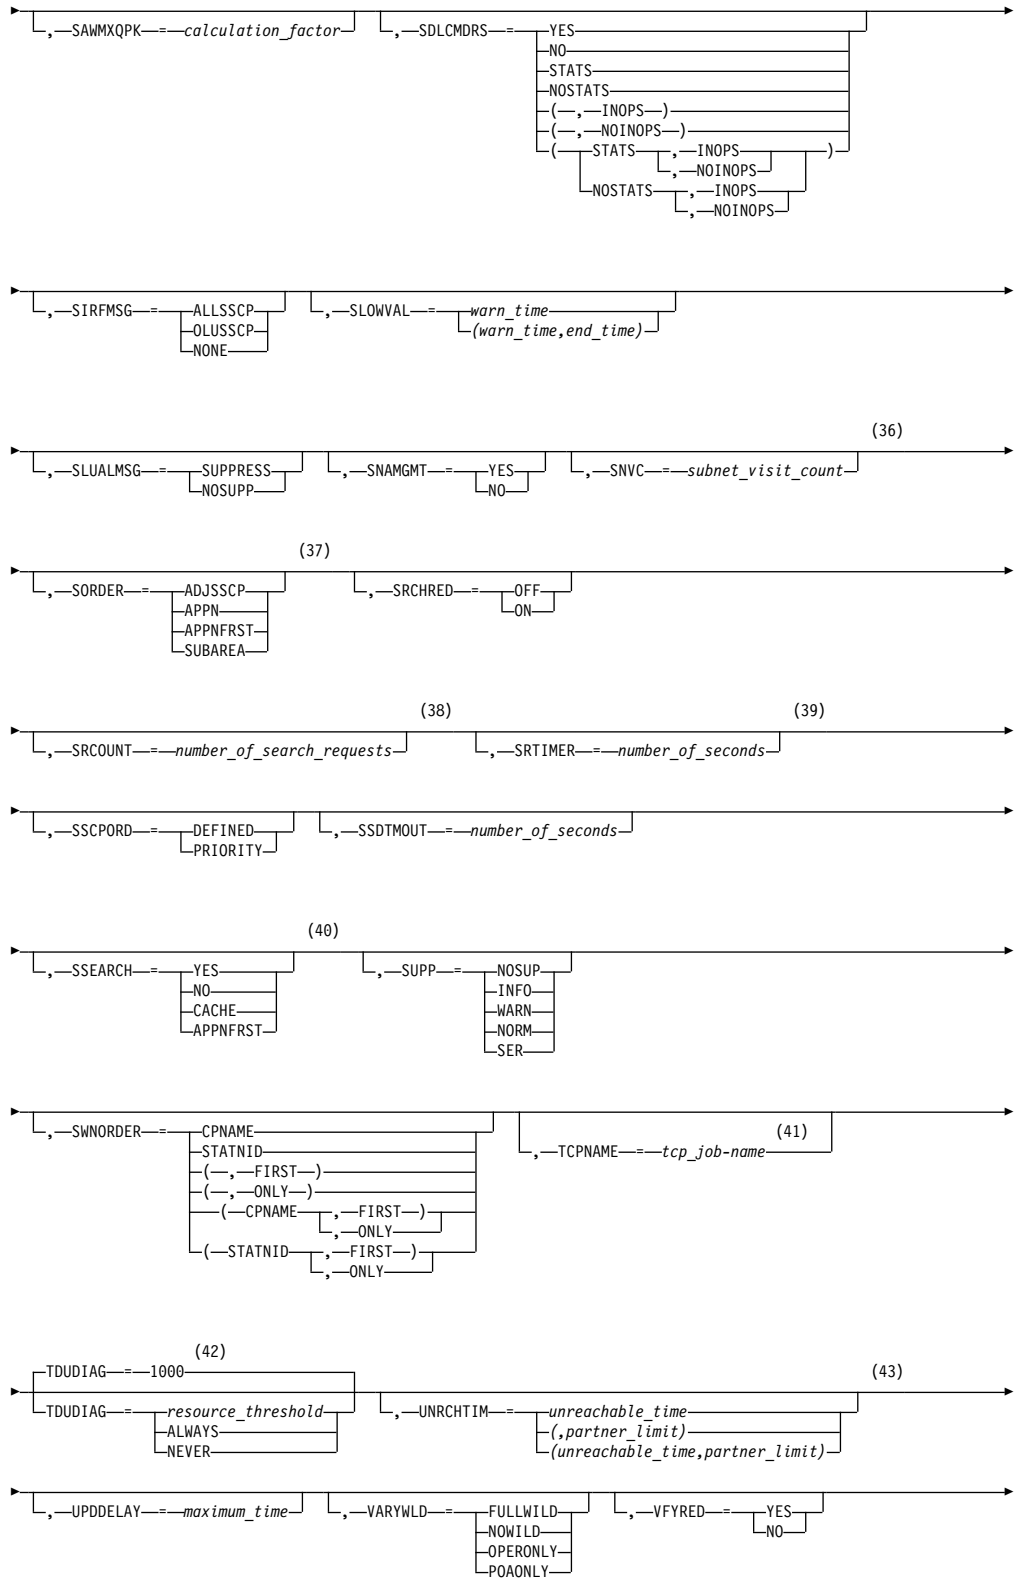 ,SAWMXQPK=calculation_factor ,SDLCMDRS=YES
NO
STATS
NOSTATS
(,INOPS)
(,NOINOPS)
(STATS,INOPS)
,NOINOPS
NOSTATS,INOPS
,NOINOPS
,SIRFMSG=ALLSSCP ,SLOWVAL=warn_time
OLUSSCP (warn_time,end_time)
NONE
(36)
,SLUALMSG=SUPPRESS ,SNAMGMT=YES ,SNVC=subnet_visit_count
NOSUPP NO
(37)
,SORDER=ADJSSCP ,SRCHRED=OFF
APPN ON
APPNFRST
SUBAREA
(38) (39)
,SRCOUNT=number_of_search_requests ,SRTIMER=number_of_seconds
,SSCPORD=DEFINED ,SSDTMOUT=number_of_seconds
PRIORITY
(40)
,SSEARCH=YES ,SUPP=NOSUP
NO INFO
CACHE WARN
APPNFRST NORM
SER
,SWNORDER=CPNAME (41)
STATNID ,TCPNAME=tcp_job-name
(,FIRST)
(,ONLY)
(CPNAME,FIRST)
,ONLY
(STATNID,FIRST)
,ONLY
(42)
TDUDIAG=1000 (43)
TDUDIAG=resource_threshold ,UNRCHTIM=unreachable_time
ALWAYS (,partner_limit)
NEVER (unreachable_time,partner_limit)
,UPDDELAY=maximum_time ,VARYWLD=FULLWILD ,VFYRED=YES
NOWILD NO
OPERONLY
POAONLY